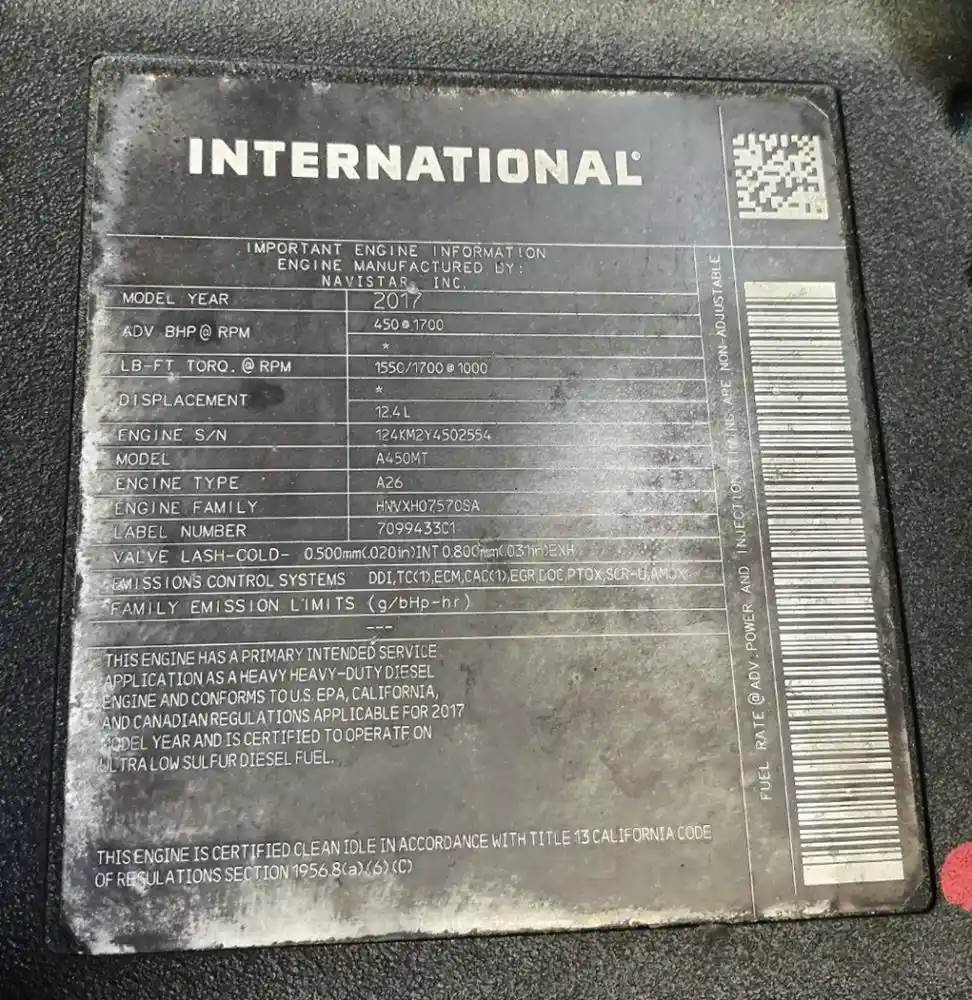 INTERNATIONAL®
IMPORTANT ENGINE INFORMATION
ENGINE MANUFACTURED BY:
NAVISTAR, INC.
MODEL YEAR 2017
ADV BHP@ RPM 450@1700
*
LB-FT TORQ.@ RPM 1550/1700@1000
*
DISPLACEMENT 12.4L
ENGINE S/N 124KM2Y4502554
MODEL A450MT
ENGINE TYPE A26
ENGINE FAMILY HNVXH07570SA
LABEL NUMBER 7099433C1
VALVE LASH-COLD- 0.500mm(.020in)INT 0.800mm(.031in)EXH
EMISSIONS CONTROL SYSTEMS DDI,TC(1),ECM,CAC(1),EGR,DOC,PTOX,SCR-U,AMOX
FAMILY EMISSION LIMITS (g/bHp-hr)
---
THIS ENGINE HAS A PRIMARY INTENDED SERVICE
APPLICATION AS A HEAVY HEAVY-DUTY DIESEL
ENGINE AND CONFORMS TO U.S. EPA, CALIFORNIA,
AND CANADIAN REGULATIONS APPLICABLE FOR 2017
MODEL YEAR AND IS CERTIFIED TO OPERATE ON
ULTRA LOW SULFUR DIESEL FUEL.
THIS ENGINE IS CERTIFIED CLEAN IDLE IN ACCORDANCE WITH TITLE 13 CALIFORNIA CODE
OF REGULATIONS SECTION 1956.8(a)(6)(C)
FUEL RATE @ ADV. POWER AND INJECTION TIMING ARE NON-ADJUSTABLE